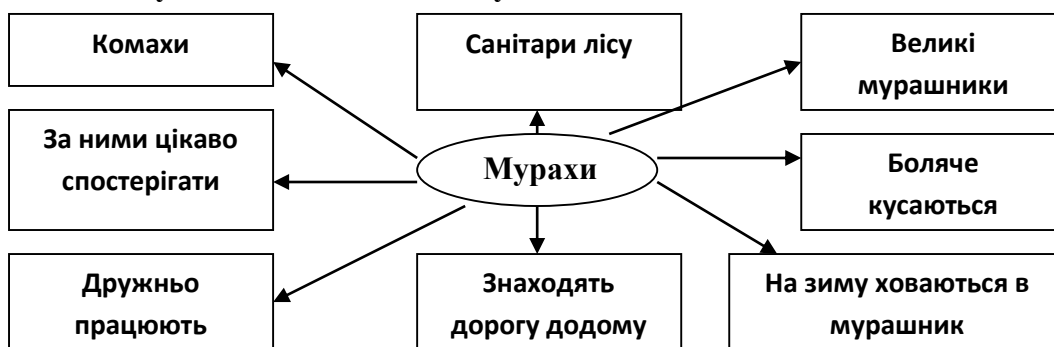 Комахи
Санітари лісу
Великі
мурашники
За ними цікаво
спостерігати
Мурахи
Боляче
кусаються
Дружньо
працюють
Знаходять
дорогу додому
На зиму ховаються в
мурашник